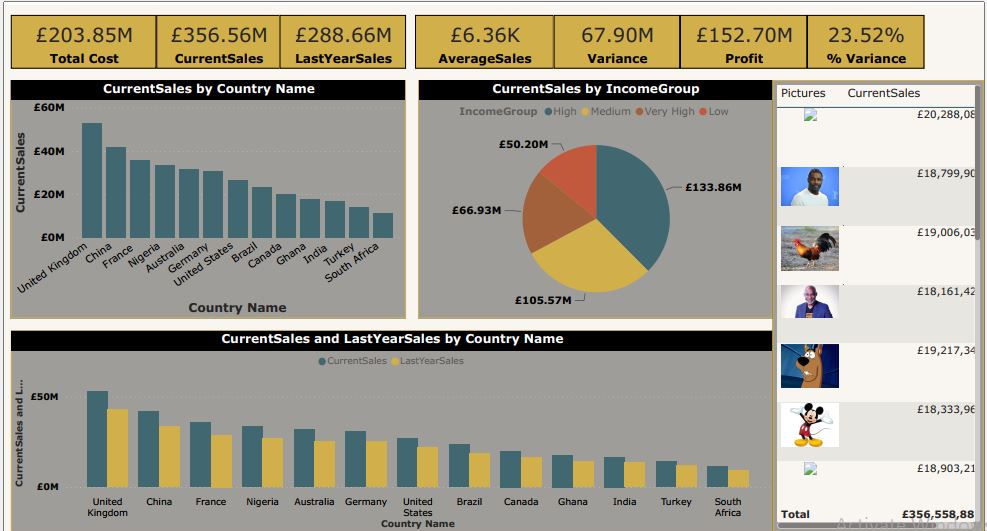 £203.85M
Total Cost
£356.56M
CurrentSales
£288.66M
LastYearSales
£6.36K
AverageSales
67.90M
Variance
£152.70M
Profit
23.52%
% Variance
CurrentSales by Country Name
£60M
£40M
£20M
£0M
CurrentSales
United Kingdom
China
France
Nigeria
Australia
Germany
United States
Brazil
Canada
Ghana
India
Turkey
South Africa
Country Name
CurrentSales by IncomeGroup
IncomeGroup High Medium Very High Low
£50.20M
£133.86M
£66.93M
£105.57M
Pictures CurrentSales
£20,288,08
£18,799,90
£19,006,03
£18,161,42
£19,217,34
£18,333,96
£18,903,21
Total £356,558,88
CurrentSales and LastYearSales by Country Name
CurrentSales LastYearSales
CurrentSales and L...
£50M
£0M
United Kingdom
China
France
Nigeria
Australia
Germany
United States
Brazil
Canada
Ghana
India
Turkey
South Africa
Country Name
Activate Window